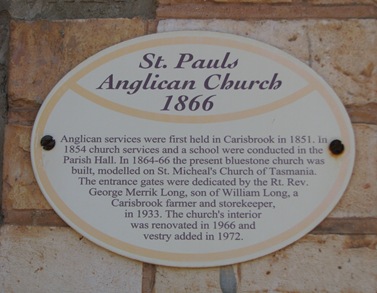 St. Pauls
Anglican Church
1866
Anglican services were first held in Carisbrook in 1851. In
1854 church services and a school were conducted in the
Parish Hall. In 1864-66 the present bluestone church was
built, modelled on St. Micheal's Church of Tasmania.
The entrance gates were dedicated by the Rt. Rev.
George Merrik Long, son of William Long, a
Carisbrook farmer and storekeeper,
in 1933. The church's interior
was renovated in 1966 and
vestry added in 1972.